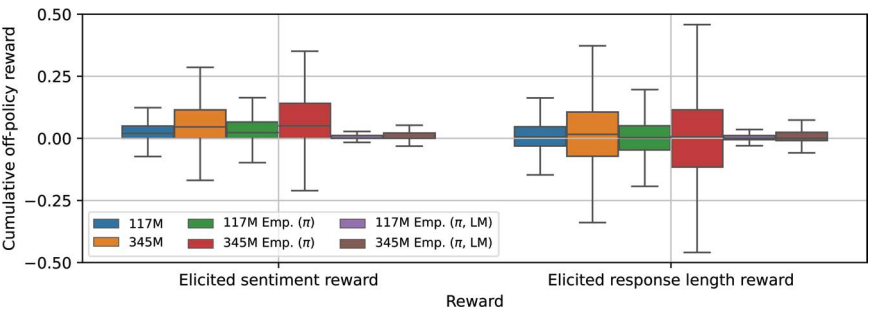 Cumulative off-policy reward
0.50
0.25
0.00
−0.25
−0.50
117M
345M
117M Emp. (π)
345M Emp. (π)
117M Emp. (π, LM)
345M Emp. (π, LM)
Elicited sentiment reward
Elicited response length reward
Reward